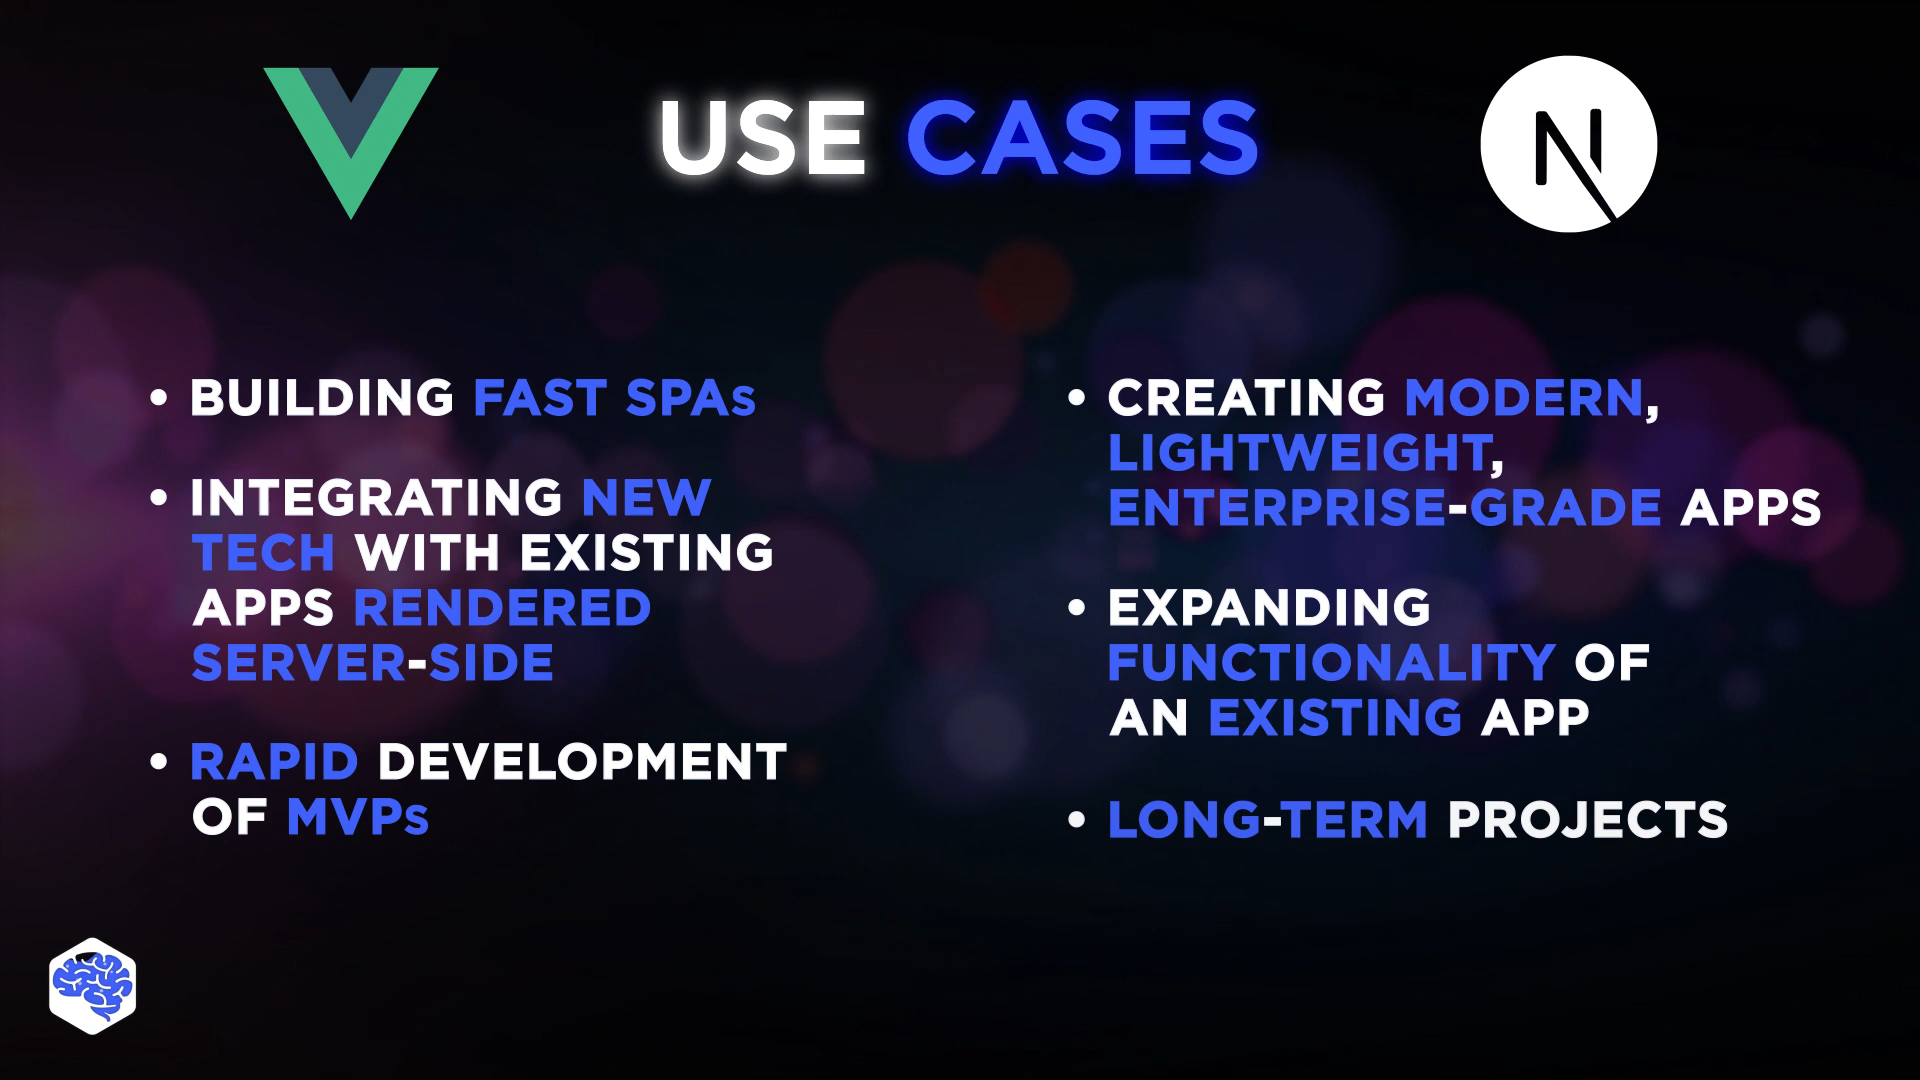 USE CASES
N
• BUILDING FAST SPAs
• INTEGRATING NEW
TECH WITH EXISTING
APPS RENDERED
SERVER-SIDE
• RAPID DEVELOPMENT
OF MVPs
• CREATING MODERN,
LIGHTWEIGHT,
ENTERPRISE-GRADE APPS
• EXPANDING
FUNCTIONALITY OF
AN EXISTING APP
• LONG-TERM PROJECTS